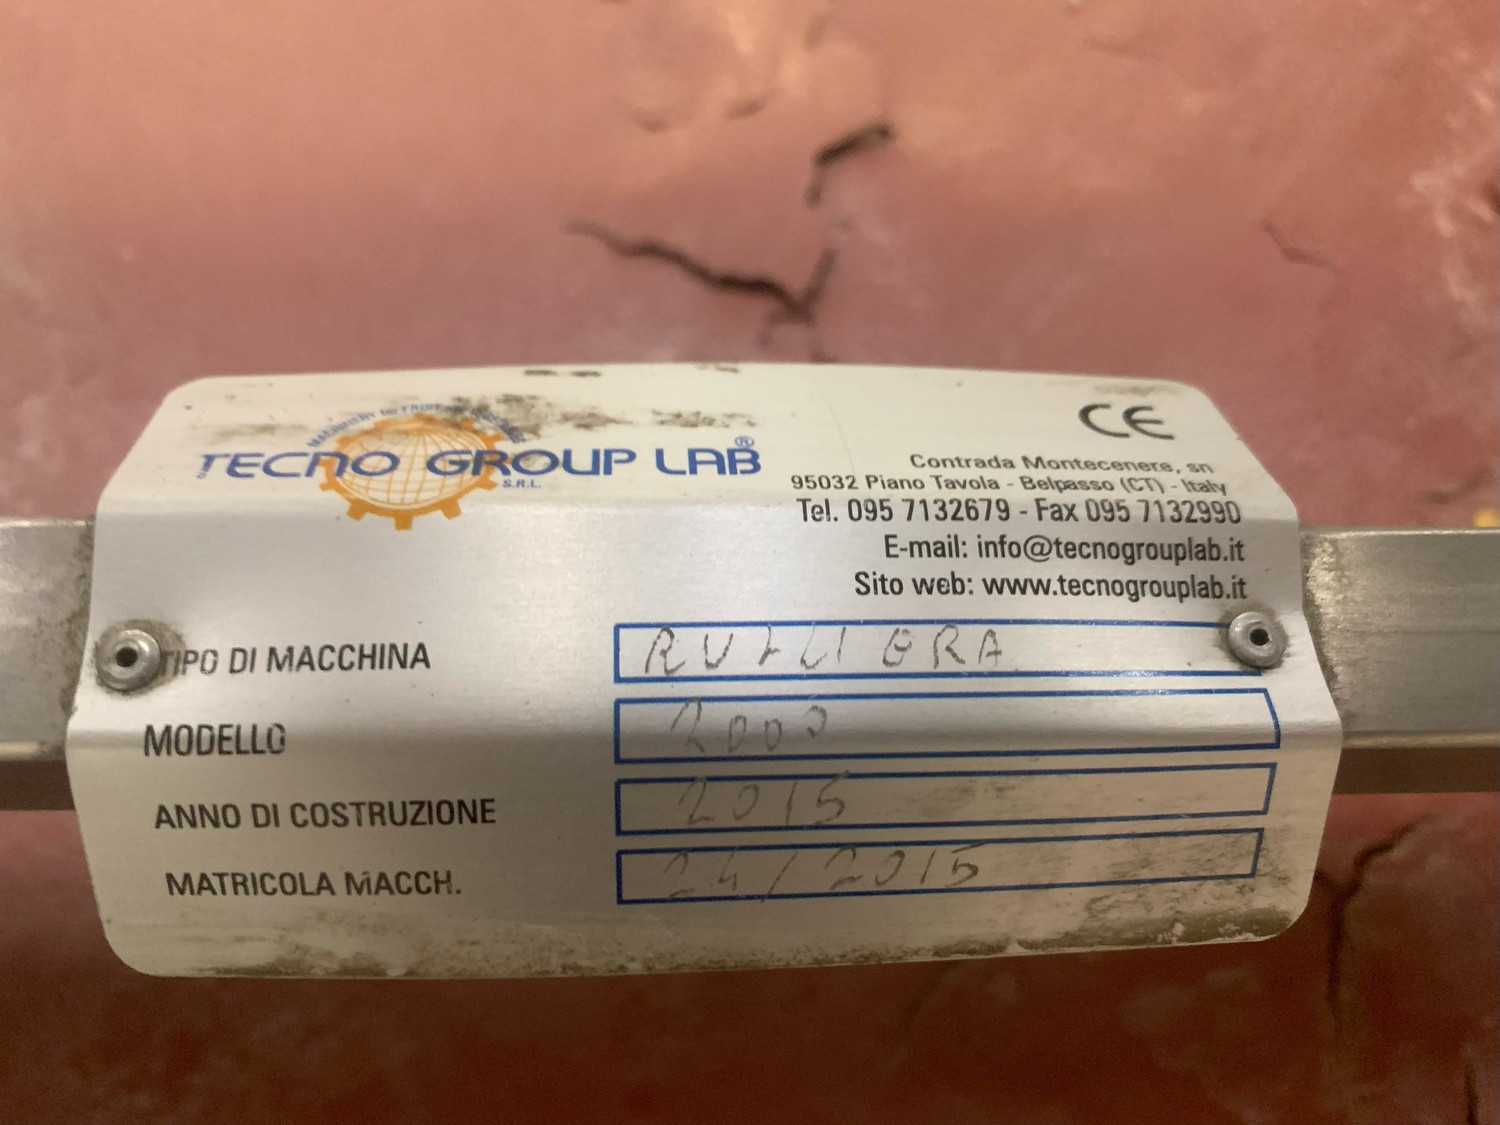 TECNO GROUP LAB®
S.R.L.
CE
Contrada Montecenere, sn
95032 Piano Tavola - Belpasso (CT) - Italy
Tel. 095 7132679 - Fax 095 7132990
E-mail: info@tecnogrouplab.it
Sito web: www.tecnogrouplab.it
TIPO DI MACCHINA RULLIERA
MODELLO 2000
ANNO DI COSTRUZIONE 2015
MATRICOLA MACCH. 24/2015